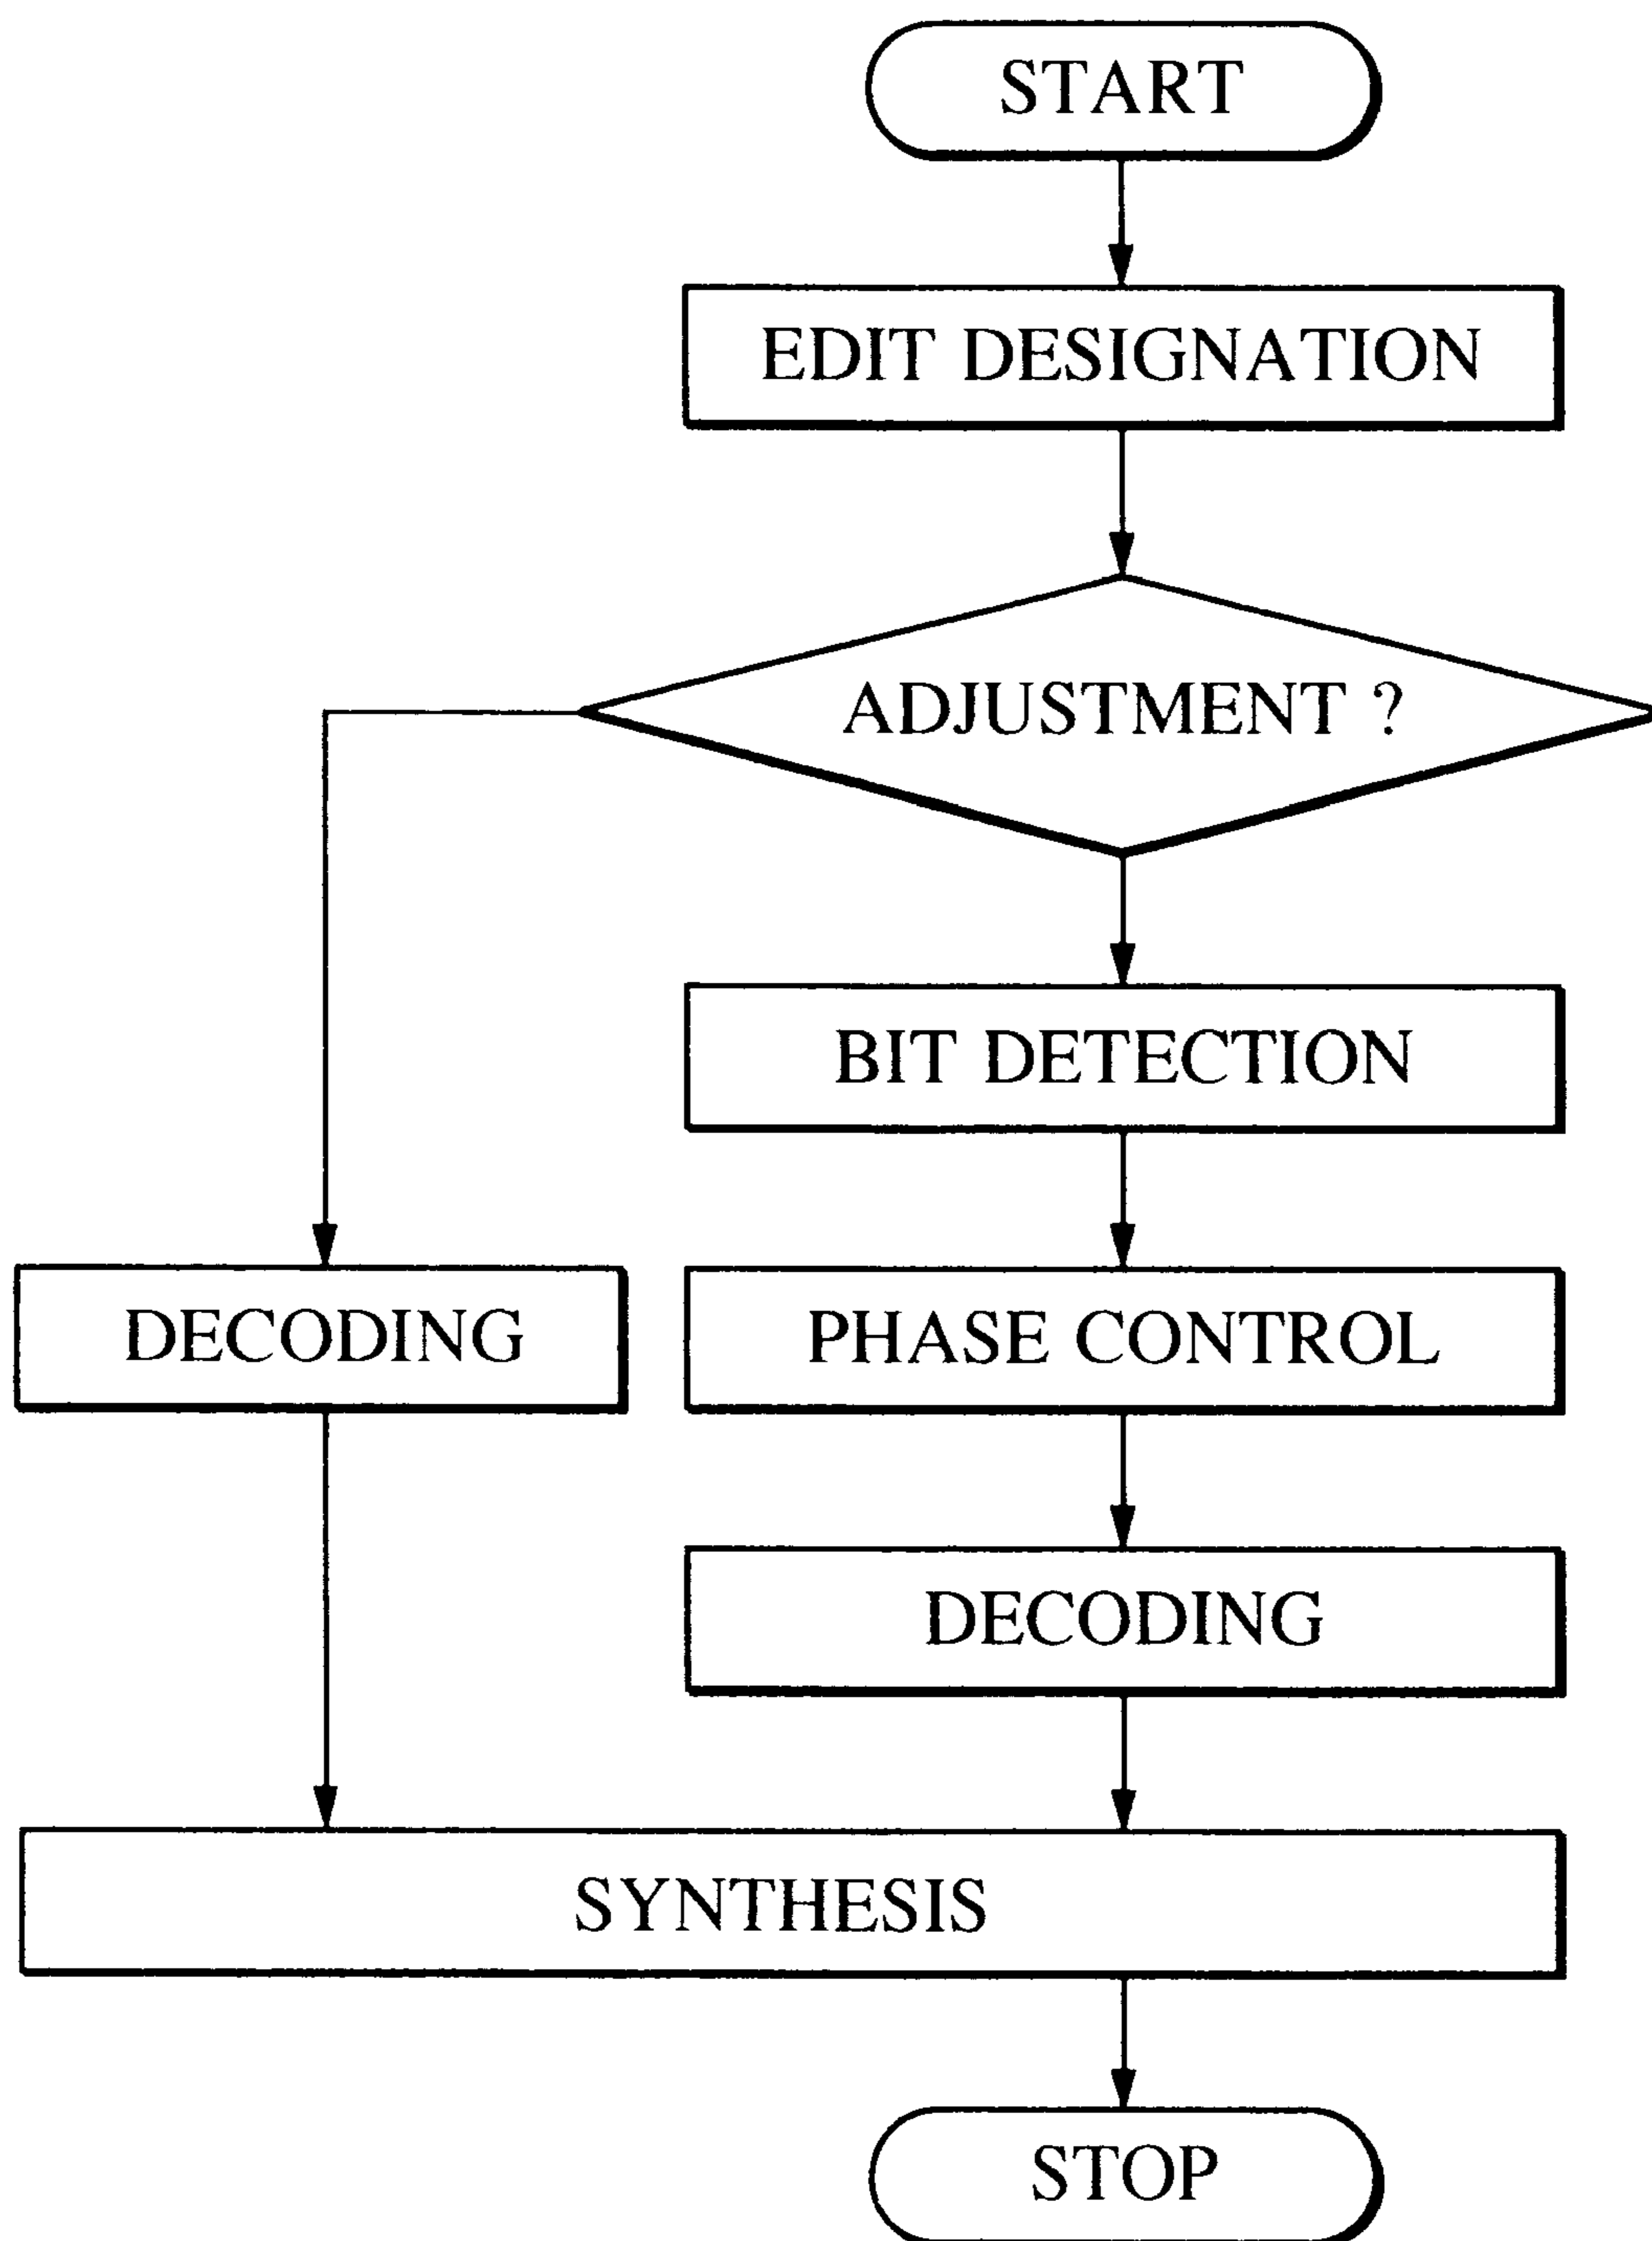 START
EDIT DESIGNATION
ADJUSTMENT ?
BIT DETECTION
DECODING
PHASE CONTROL
DECODING
SYNTHESIS
STOP